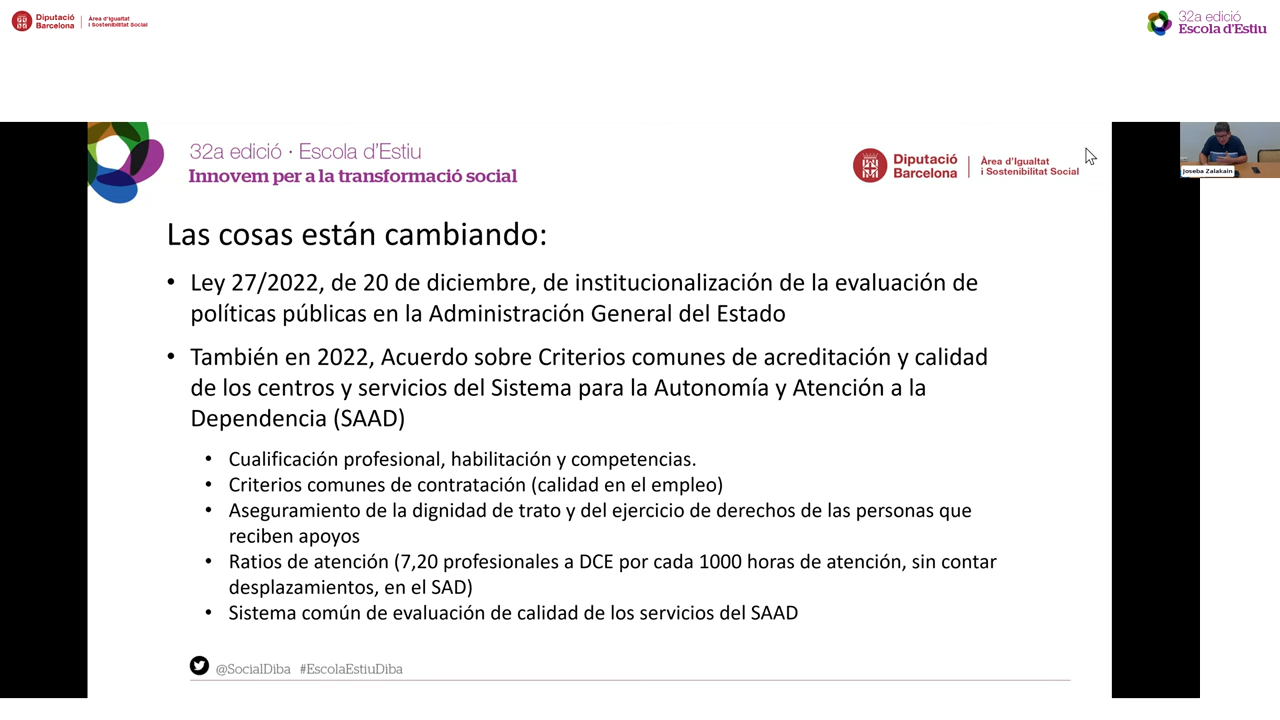 Diputació
Barcelona
Àrea d'Igualtat
i Sostenibilitat Social
32a edició
Escola d'Estiu
32a edició · Escola d'Estiu
Innovem per a la transformació social
Diputació
Barcelona
Àrea d'Igualtat
i Sostenibilitat Social
Joseba Zalakain
Las cosas están cambiando:
• Ley 27/2022, de 20 de diciembre, de institucionalización de la evaluación de
políticas públicas en la Administración General del Estado
• También en 2022, Acuerdo sobre Criterios comunes de acreditación y calidad
de los centros y servicios del Sistema para la Autonomía y Atención a la
Dependencia (SAAD)
• Cualificación profesional, habilitación y competencias.
• Criterios comunes de contratación (calidad en el empleo)
• Aseguramiento de la dignidad de trato y del ejercicio de derechos de las personas que
reciben apoyos
• Ratios de atención (7,20 profesionales a DCE por cada 1000 horas de atención, sin contar
desplazamientos, en el SAD)
• Sistema común de evaluación de calidad de los servicios del SAAD
@SocialDiba #EscolaEstiuDiba